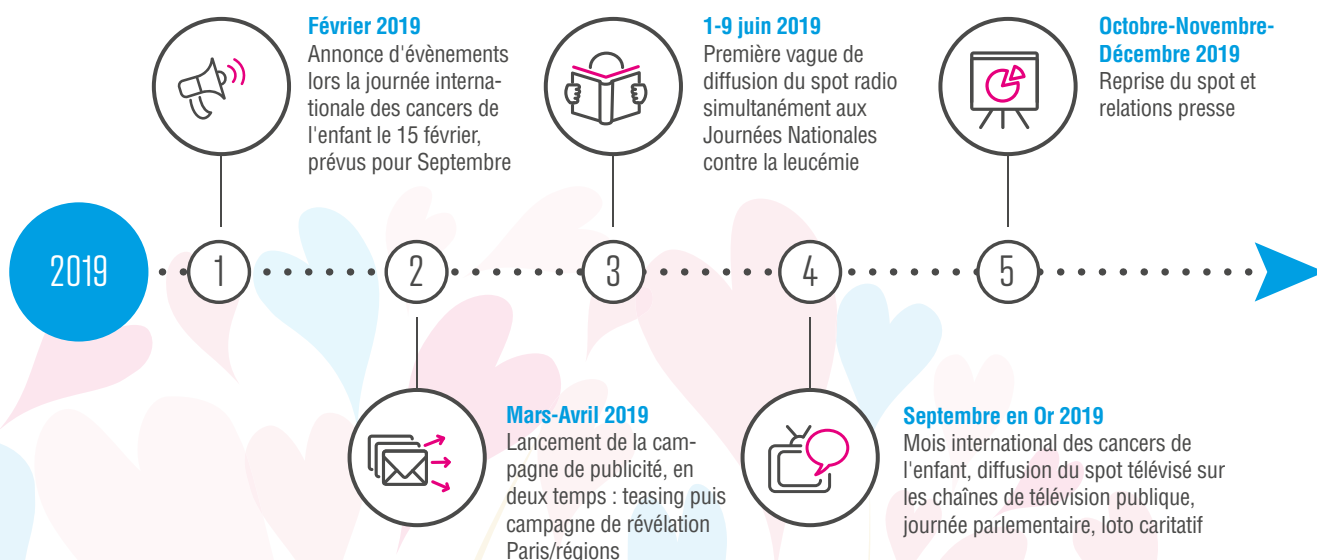 Février 2019
Annonce d'évènements
lors la journée interna-
tionale des cancers de
l'enfant le 15 février,
prévus pour Septembre
1-9 juin 2019
Première vague de
diffusion du spot radio
simultanément aux
Journées Nationales
contre la leucémie
Octobre-Novembre-
Décembre 2019
Reprise du spot et
relations presse
2019
1
2
3
4
5
Mars-Avril 2019
Lancement de la cam-
pagne de publicité, en
deux temps : teasing puis
campagne de révélation
Paris/régions
Septembre en Or 2019
Mois international des cancers de
l'enfant, diffusion du spot télévisé sur
les chaînes de télévision publique,
journée parlementaire, loto caritatif